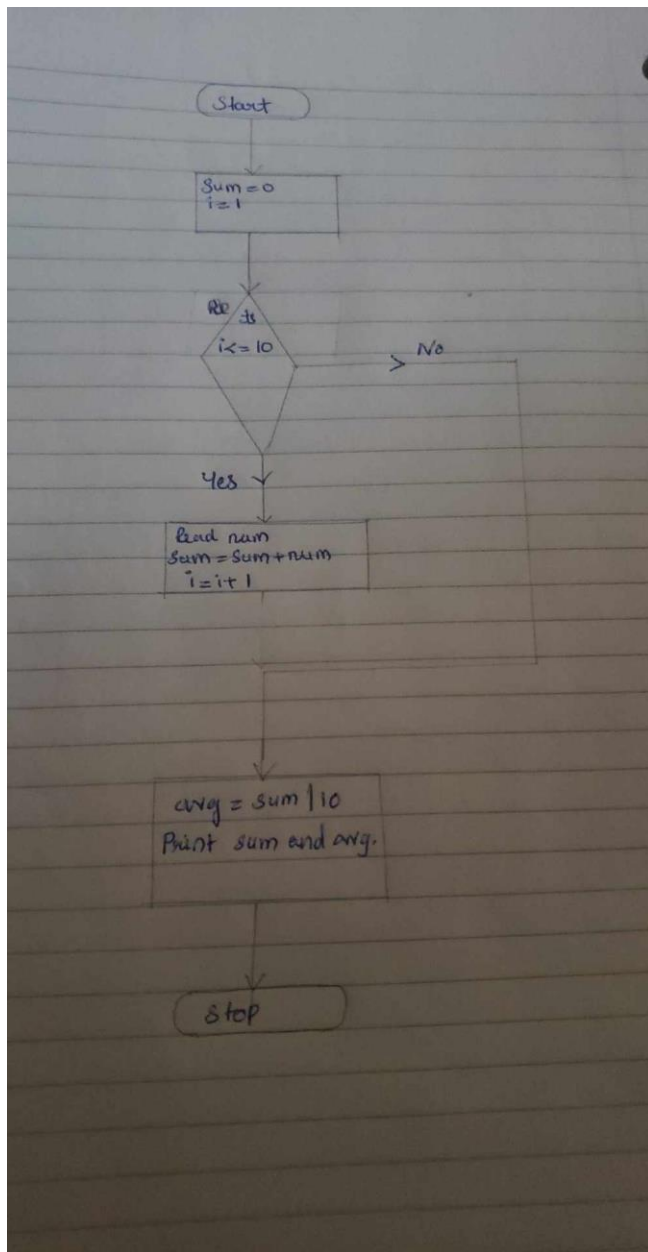 Start
Sum = 0
i = 1
Is
i <= 10
No
Yes
Read num
Sum = Sum + num
i = i + 1
avg = sum / 10
Print sum and avg.
Stop